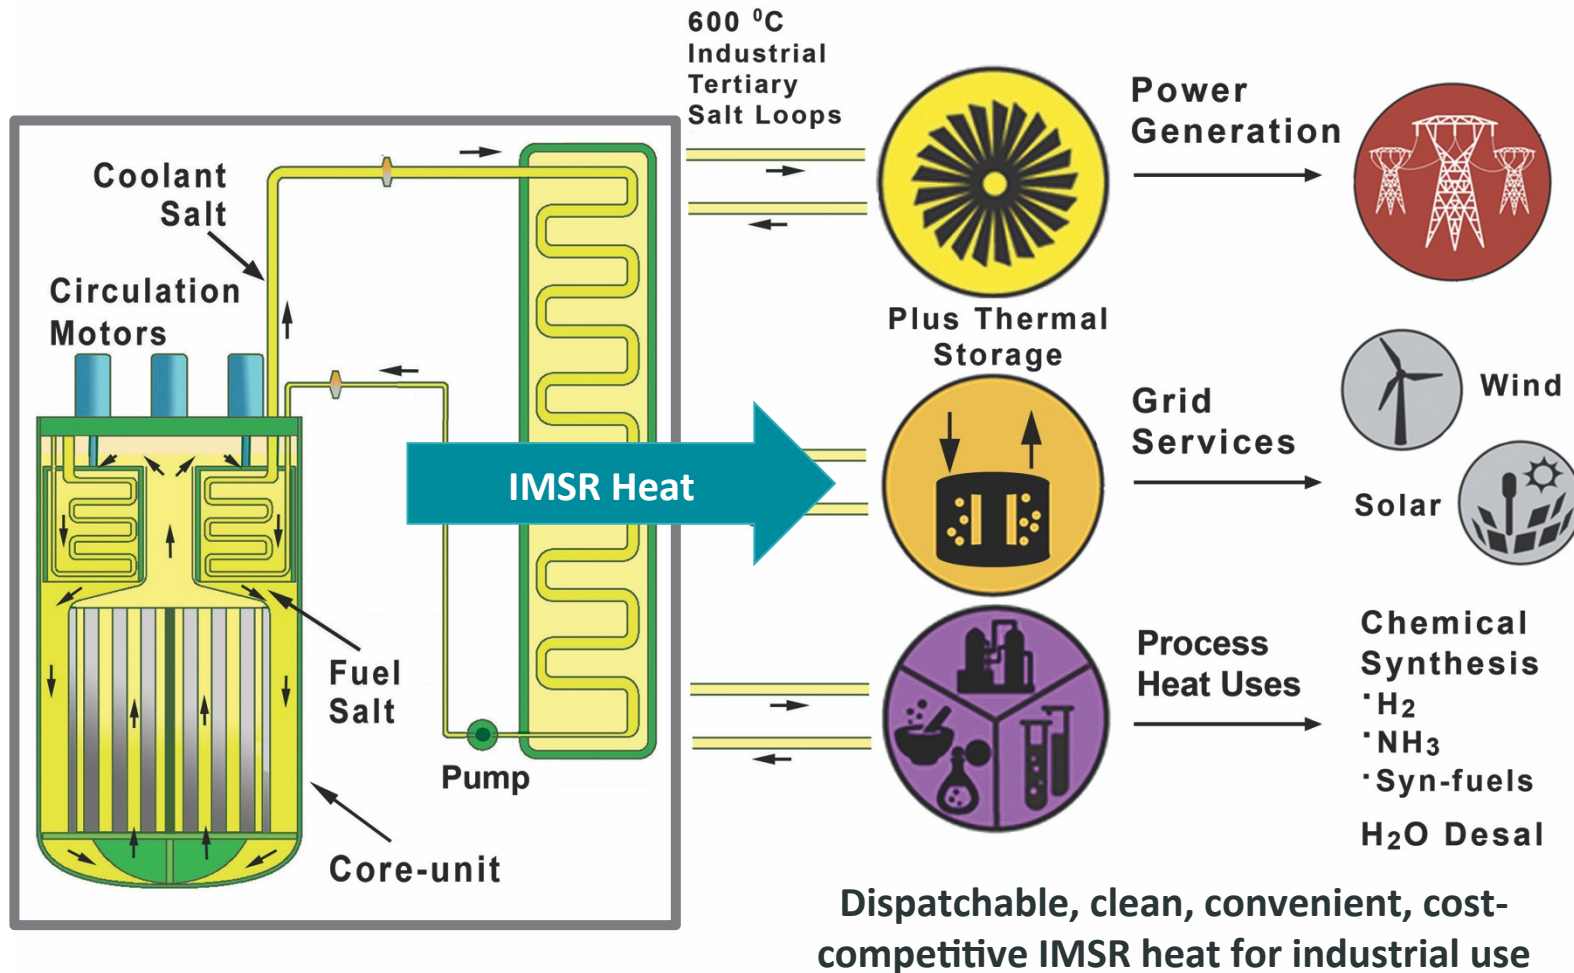 600 ⁰C
Industrial
Tertiary
Salt Loops
Power
Generation
Coolant
Salt
Circulation
Motors
Plus Thermal
Storage
Grid
Services
Wind
Solar
IMSR Heat
Fuel
Salt
Pump
Core-unit
Process
Heat Uses
Chemical
Synthesis
·H₂
·NH₃
·Syn-fuels
H₂O Desal
Dispatchable, clean, convenient, cost-
competitive IMSR heat for industrial use